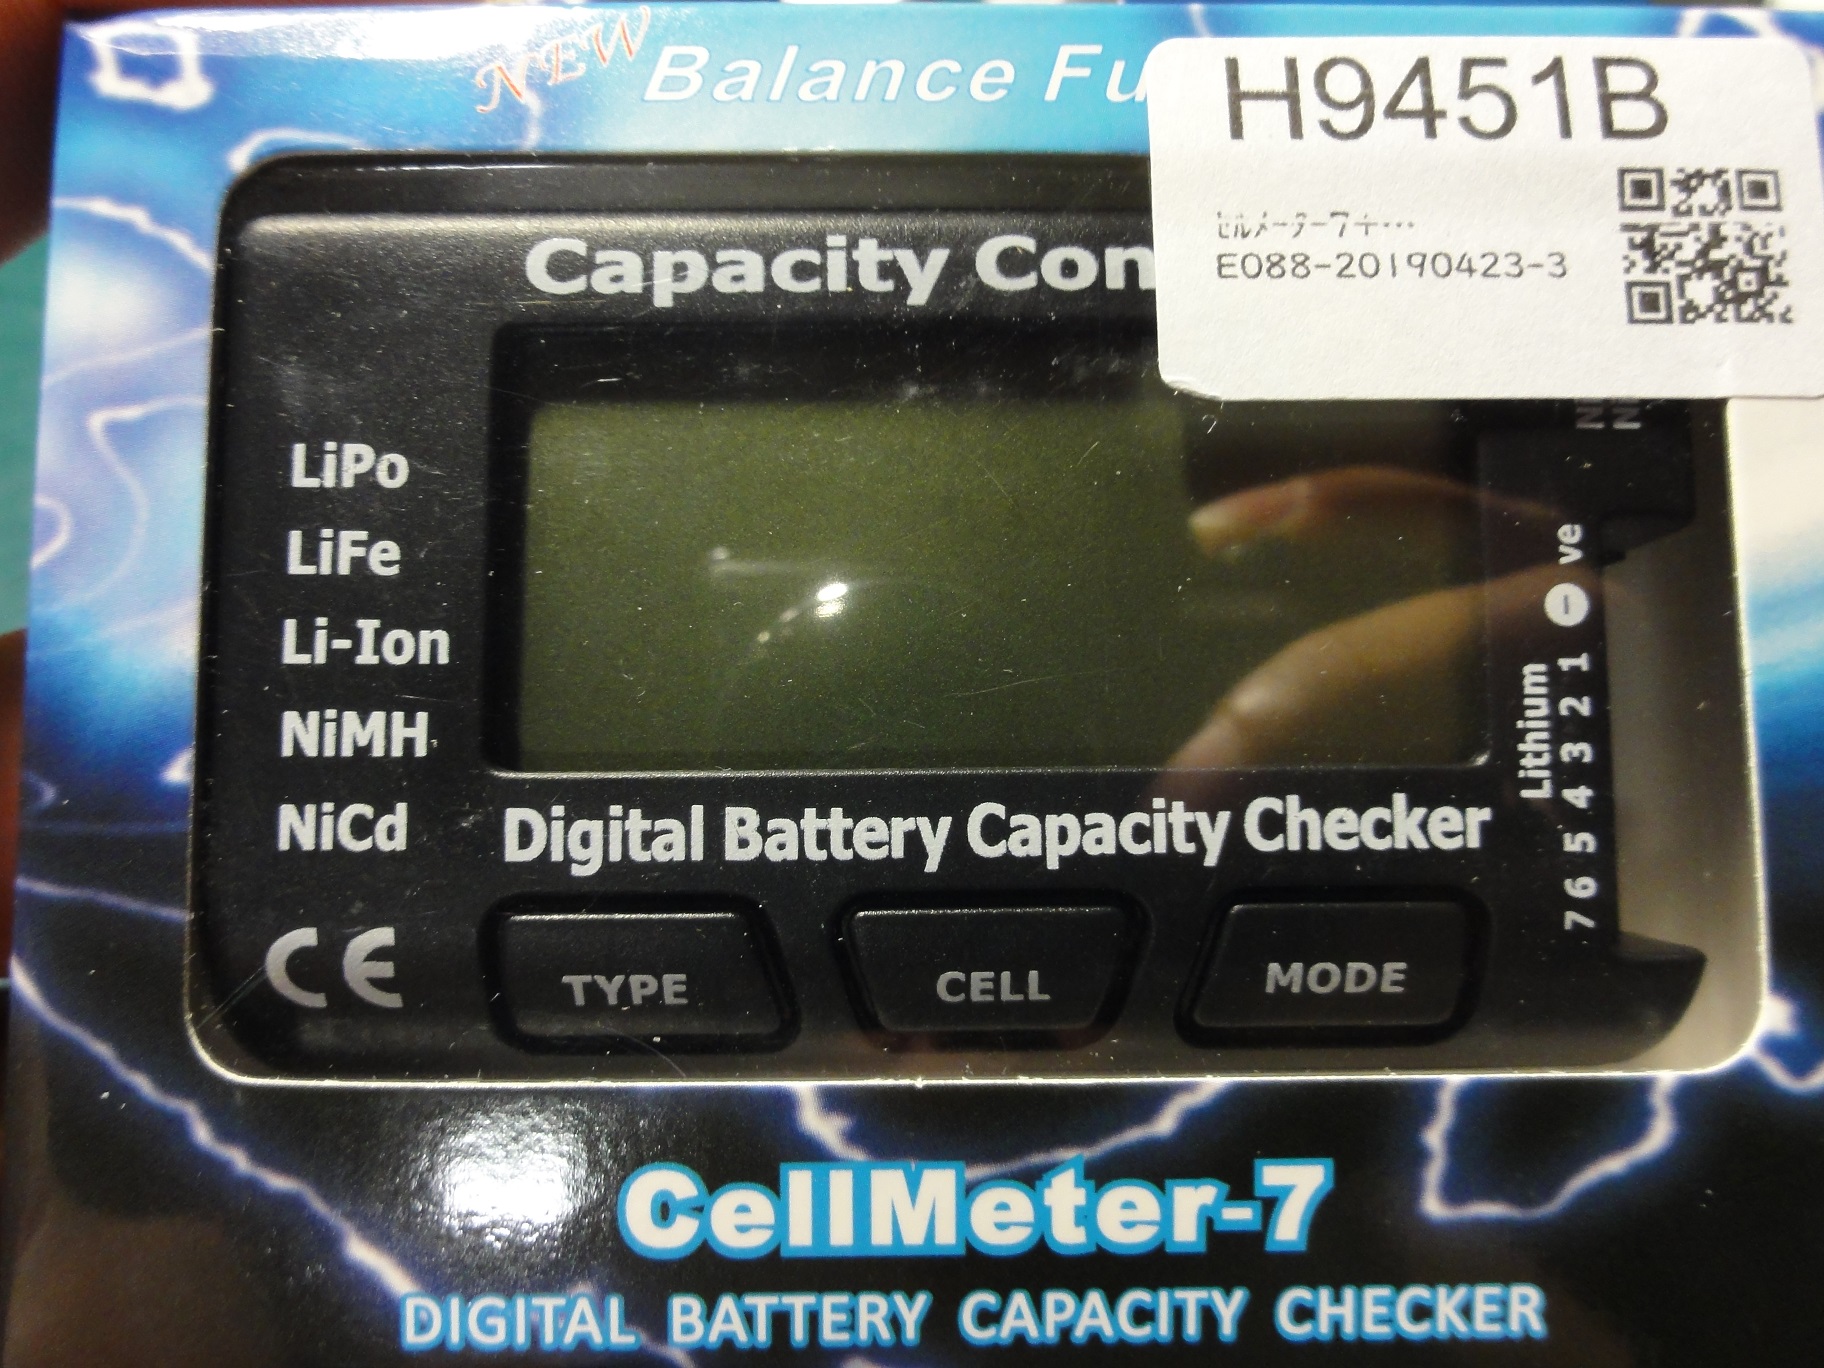 NEW Balance Fu
H9451B
ｾﾙﾒｰﾀｰ7+…
E088-20190423-3
Capacity Con
LiPo
LiFe
Li-Ion
NiMH
NiCd
Lithium
7 6 5 4 3 2 1 - ve
Digital Battery Capacity Checker
CE
TYPE
CELL
MODE
CellMeter-7
DIGITAL BATTERY CAPACITY CHECKER